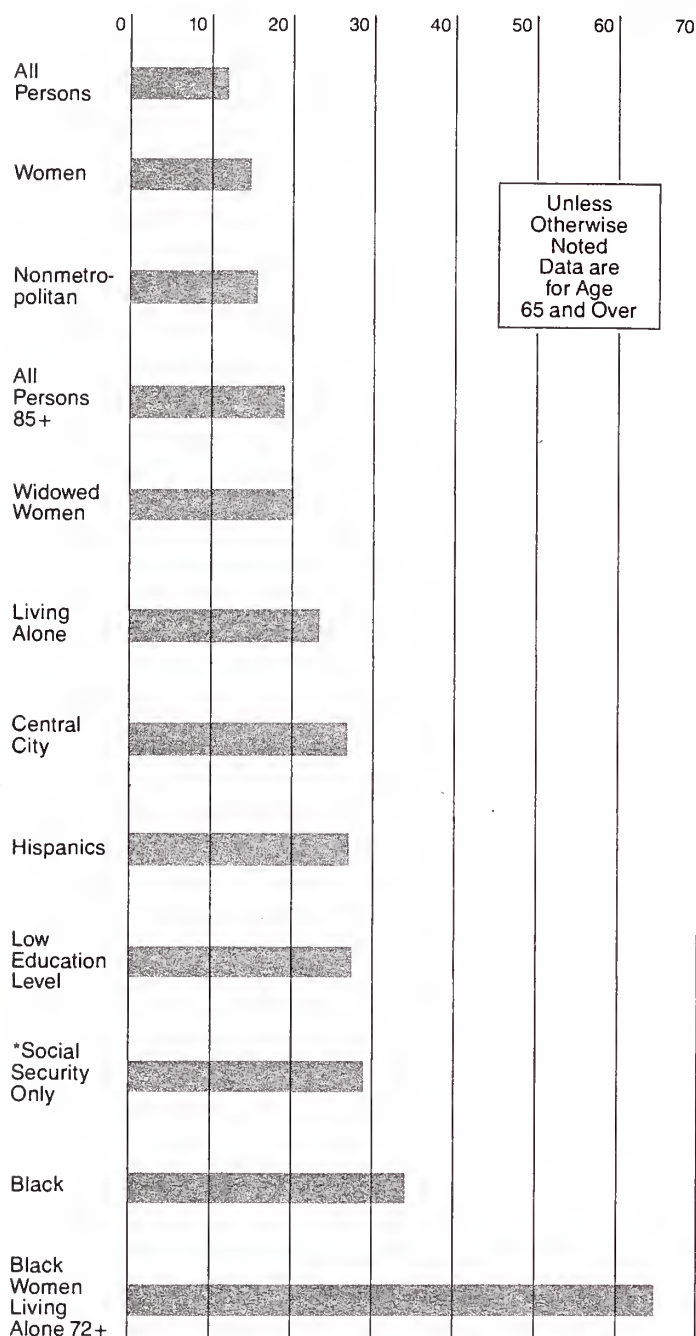 0 10 20 30 40 50 60 70
All
Persons
Women
Unless
Otherwise
Noted
Data are
for Age
65 and Over
Nonmetro-
politan
All
Persons
85+
Widowed
Women
Living
Alone
Central
City
Hispanics
Low
Education
Level
*Social
Security
Only
Black
Black
Women
Living
Alone 72+